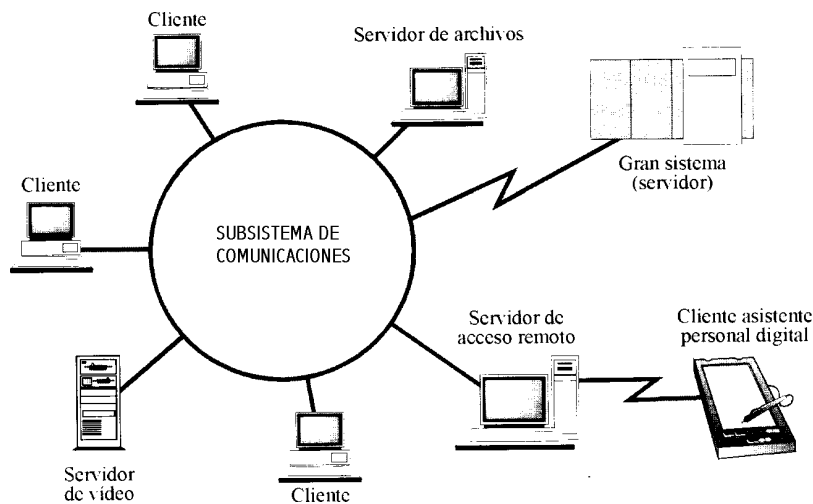 Cliente
Servidor de archivos
Gran sistema
(servidor)
Cliente
SUBSISTEMA DE
COMUNICACIONES
Servidor de
acceso remoto
Cliente asistente
personal digital
Servidor
de vídeo
Cliente